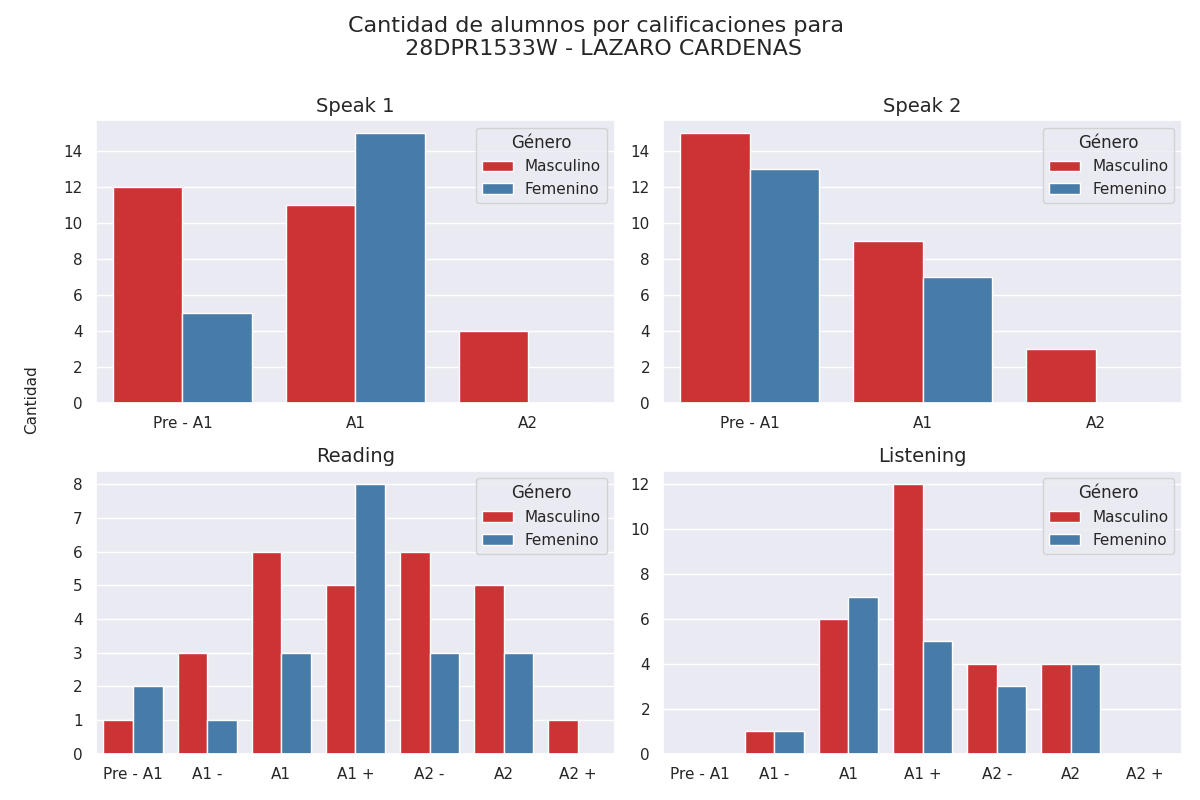 Cantidad de alumnos por calificaciones para
28DPR1533W - LAZARO CARDENAS
Cantidad
Speak 1
14
12
10
8
6
4
2
0
Pre - A1
A1
A2
Género
Masculino
Femenino
Speak 2
14
12
10
8
6
4
2
0
Pre - A1
A1
A2
Género
Masculino
Femenino
Reading
8
7
6
5
4
3
2
1
0
Pre - A1
A1 -
A1
A1 +
A2 -
A2
A2 +
Género
Masculino
Femenino
Listening
12
10
8
6
4
2
0
Pre - A1
A1 -
A1
A1 +
A2 -
A2
A2 +
Género
Masculino
Femenino